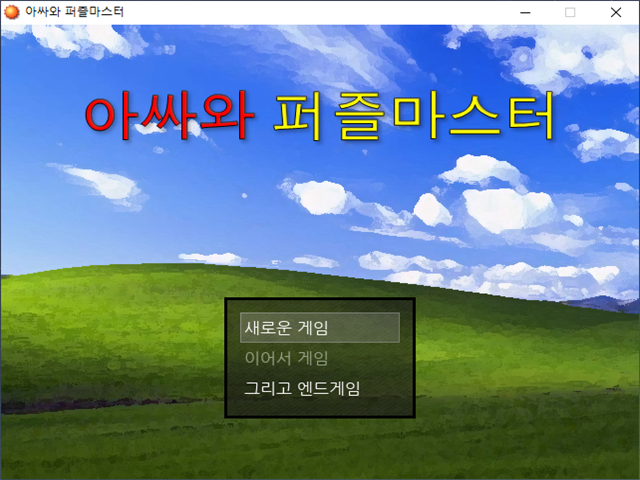 아싸와 퍼즐마스터
아싸와 퍼즐마스터
새로운 게임
이어서 게임
그리고 엔드게임